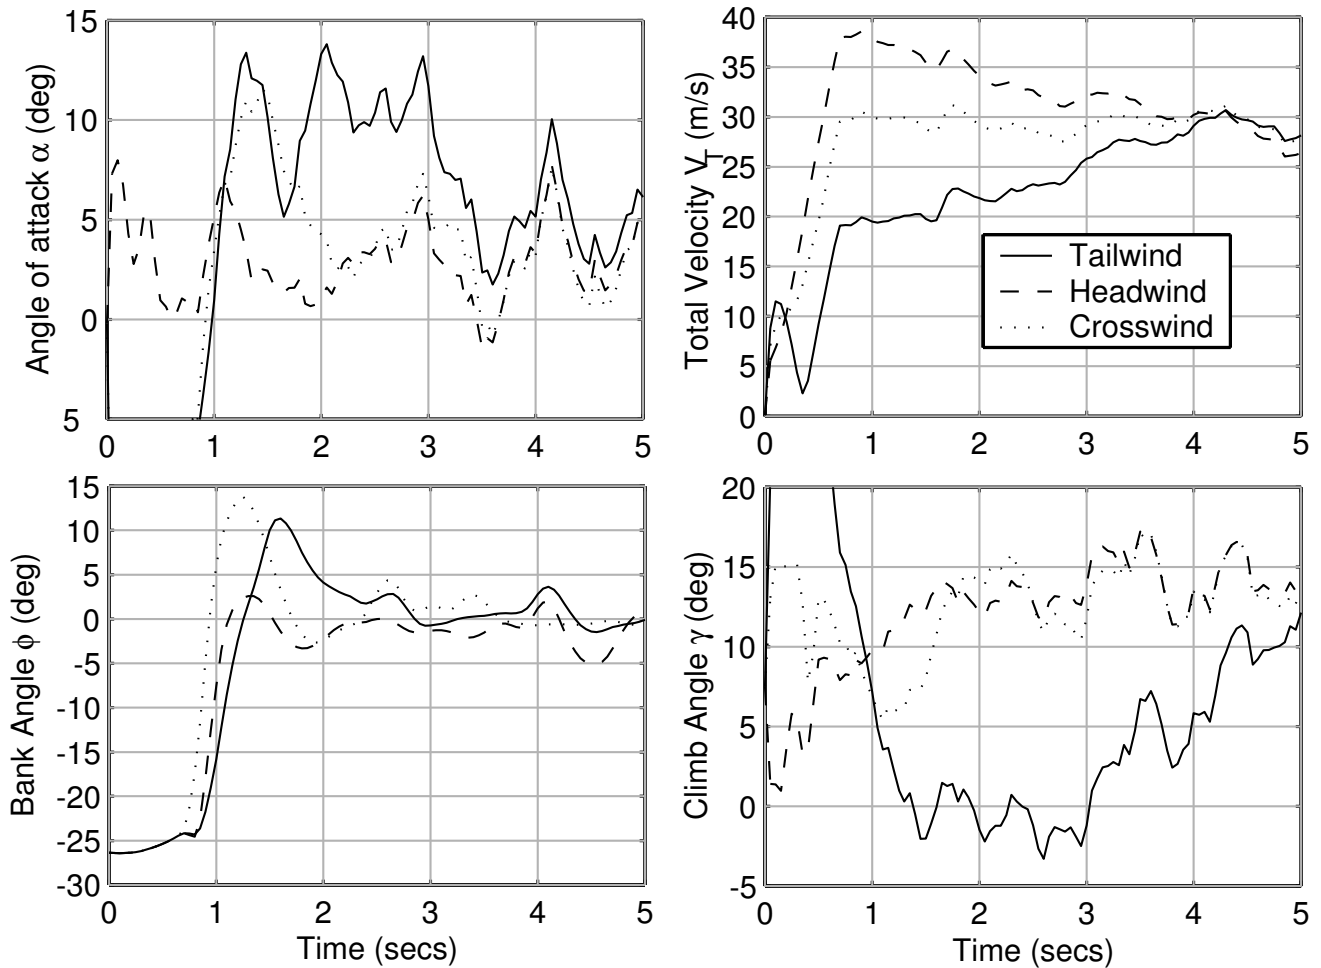 Angle of attack α (deg)
15
10
5
0
5
0 1 2 3 4 5
Total Velocity V_T (m/s)
40
35
30
25
20
15
10
5
0
0 1 2 3 4 5
Tailwind
Headwind
Crosswind
Bank Angle ϕ (deg)
15
10
5
0
-5
-10
-15
-20
-25
-30
0 1 2 3 4 5
Time (secs)
Climb Angle γ (deg)
20
15
10
5
0
-5
0 1 2 3 4 5
Time (secs)